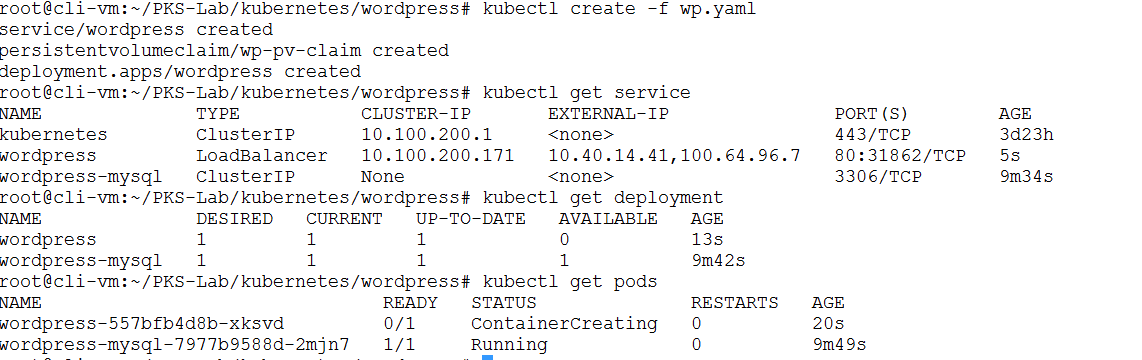 root@cli-vm:~/PKS-Lab/kubernetes/wordpress# kubectl create -f wp.yaml
service/wordpress created
persistentvolumeclaim/wp-pv-claim created
deployment.apps/wordpress created
root@cli-vm:~/PKS-Lab/kubernetes/wordpress# kubectl get service
NAME TYPE CLUSTER-IP EXTERNAL-IP PORT(S) AGE
kubernetes ClusterIP 10.100.200.1 <none> 443/TCP 3d23h
wordpress LoadBalancer 10.100.200.171 10.40.14.41,100.64.96.7 80:31862/TCP 5s
wordpress-mysql ClusterIP None <none> 3306/TCP 9m34s
root@cli-vm:~/PKS-Lab/kubernetes/wordpress# kubectl get deployment
NAME DESIRED CURRENT UP-TO-DATE AVAILABLE AGE
wordpress 1 1 1 0 13s
wordpress-mysql 1 1 1 1 9m42s
root@cli-vm:~/PKS-Lab/kubernetes/wordpress# kubectl get pods
NAME READY STATUS RESTARTS AGE
wordpress-557bfb4d8b-xksvd 0/1 ContainerCreating 0 20s
wordpress-mysql-7977b9588d-2mjn7 1/1 Running 0 9m49s
root@cli-vm:~/PKS-Lab/kubernetes/wordpress#